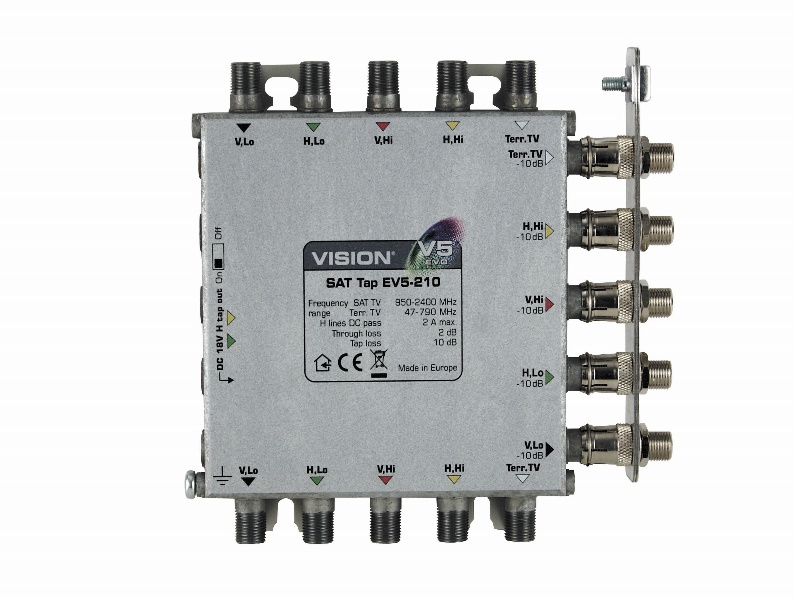 V,Lo
H,Lo
V,Hi
H,Hi
Terr.TV
Terr.TV
-10dB
H,Hi
-10dB
V,Hi
-10dB
H,Lo
-10dB
V,Lo
-10dB
Off
On
DC 18V H tap out
VISION®
V5
EVO
SAT Tap EV5-210
Frequency SAT TV 950-2400 MHz
range Terr. TV 47-790 MHz
H lines DC pass 2 A max.
Through loss 2 dB
Tap loss 10 dB
CE Made in Europe
V,Lo
H,Lo
V,Hi
H,Hi
Terr.TV